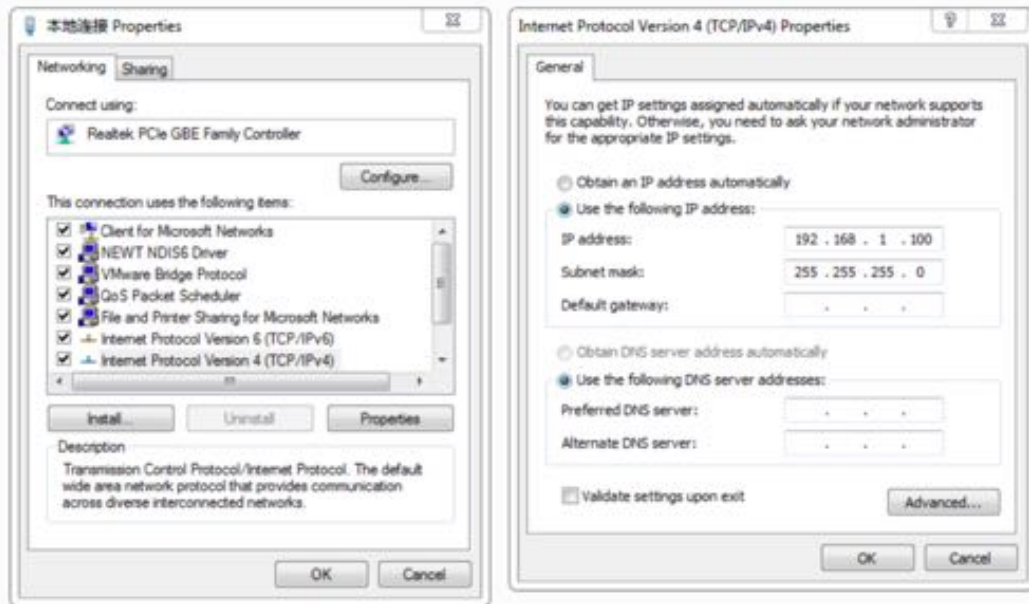 本地连接 Properties
Networking
Sharing
Connect using:
Realtek PCIe GBE Family Controller
Configure...
This connection uses the following items:
Client for Microsoft Networks
NEWT NDIS6 Driver
VMware Bridge Protocol
QoS Packet Scheduler
File and Printer Sharing for Microsoft Networks
Internet Protocol Version 6 (TCP/IPv6)
Internet Protocol Version 4 (TCP/IPv4)
Install...
Uninstall
Properties
Description
Transmission Control Protocol/Internet Protocol. The default
wide area network protocol that provides communication
across diverse interconnected networks.
OK
Cancel
Internet Protocol Version 4 (TCP/IPv4) Properties
General
You can get IP settings assigned automatically if your network supports
this capability. Otherwise, you need to ask your network administrator
for the appropriate IP settings.
Obtain an IP address automatically
Use the following IP address:
IP address: 192 . 168 . 1 . 100
Subnet mask: 255 . 255 . 255 . 0
Default gateway: . . .
Obtain DNS server address automatically
Use the following DNS server addresses:
Preferred DNS server: . . .
Alternate DNS server: . . .
Validate settings upon exit
Advanced...
OK
Cancel